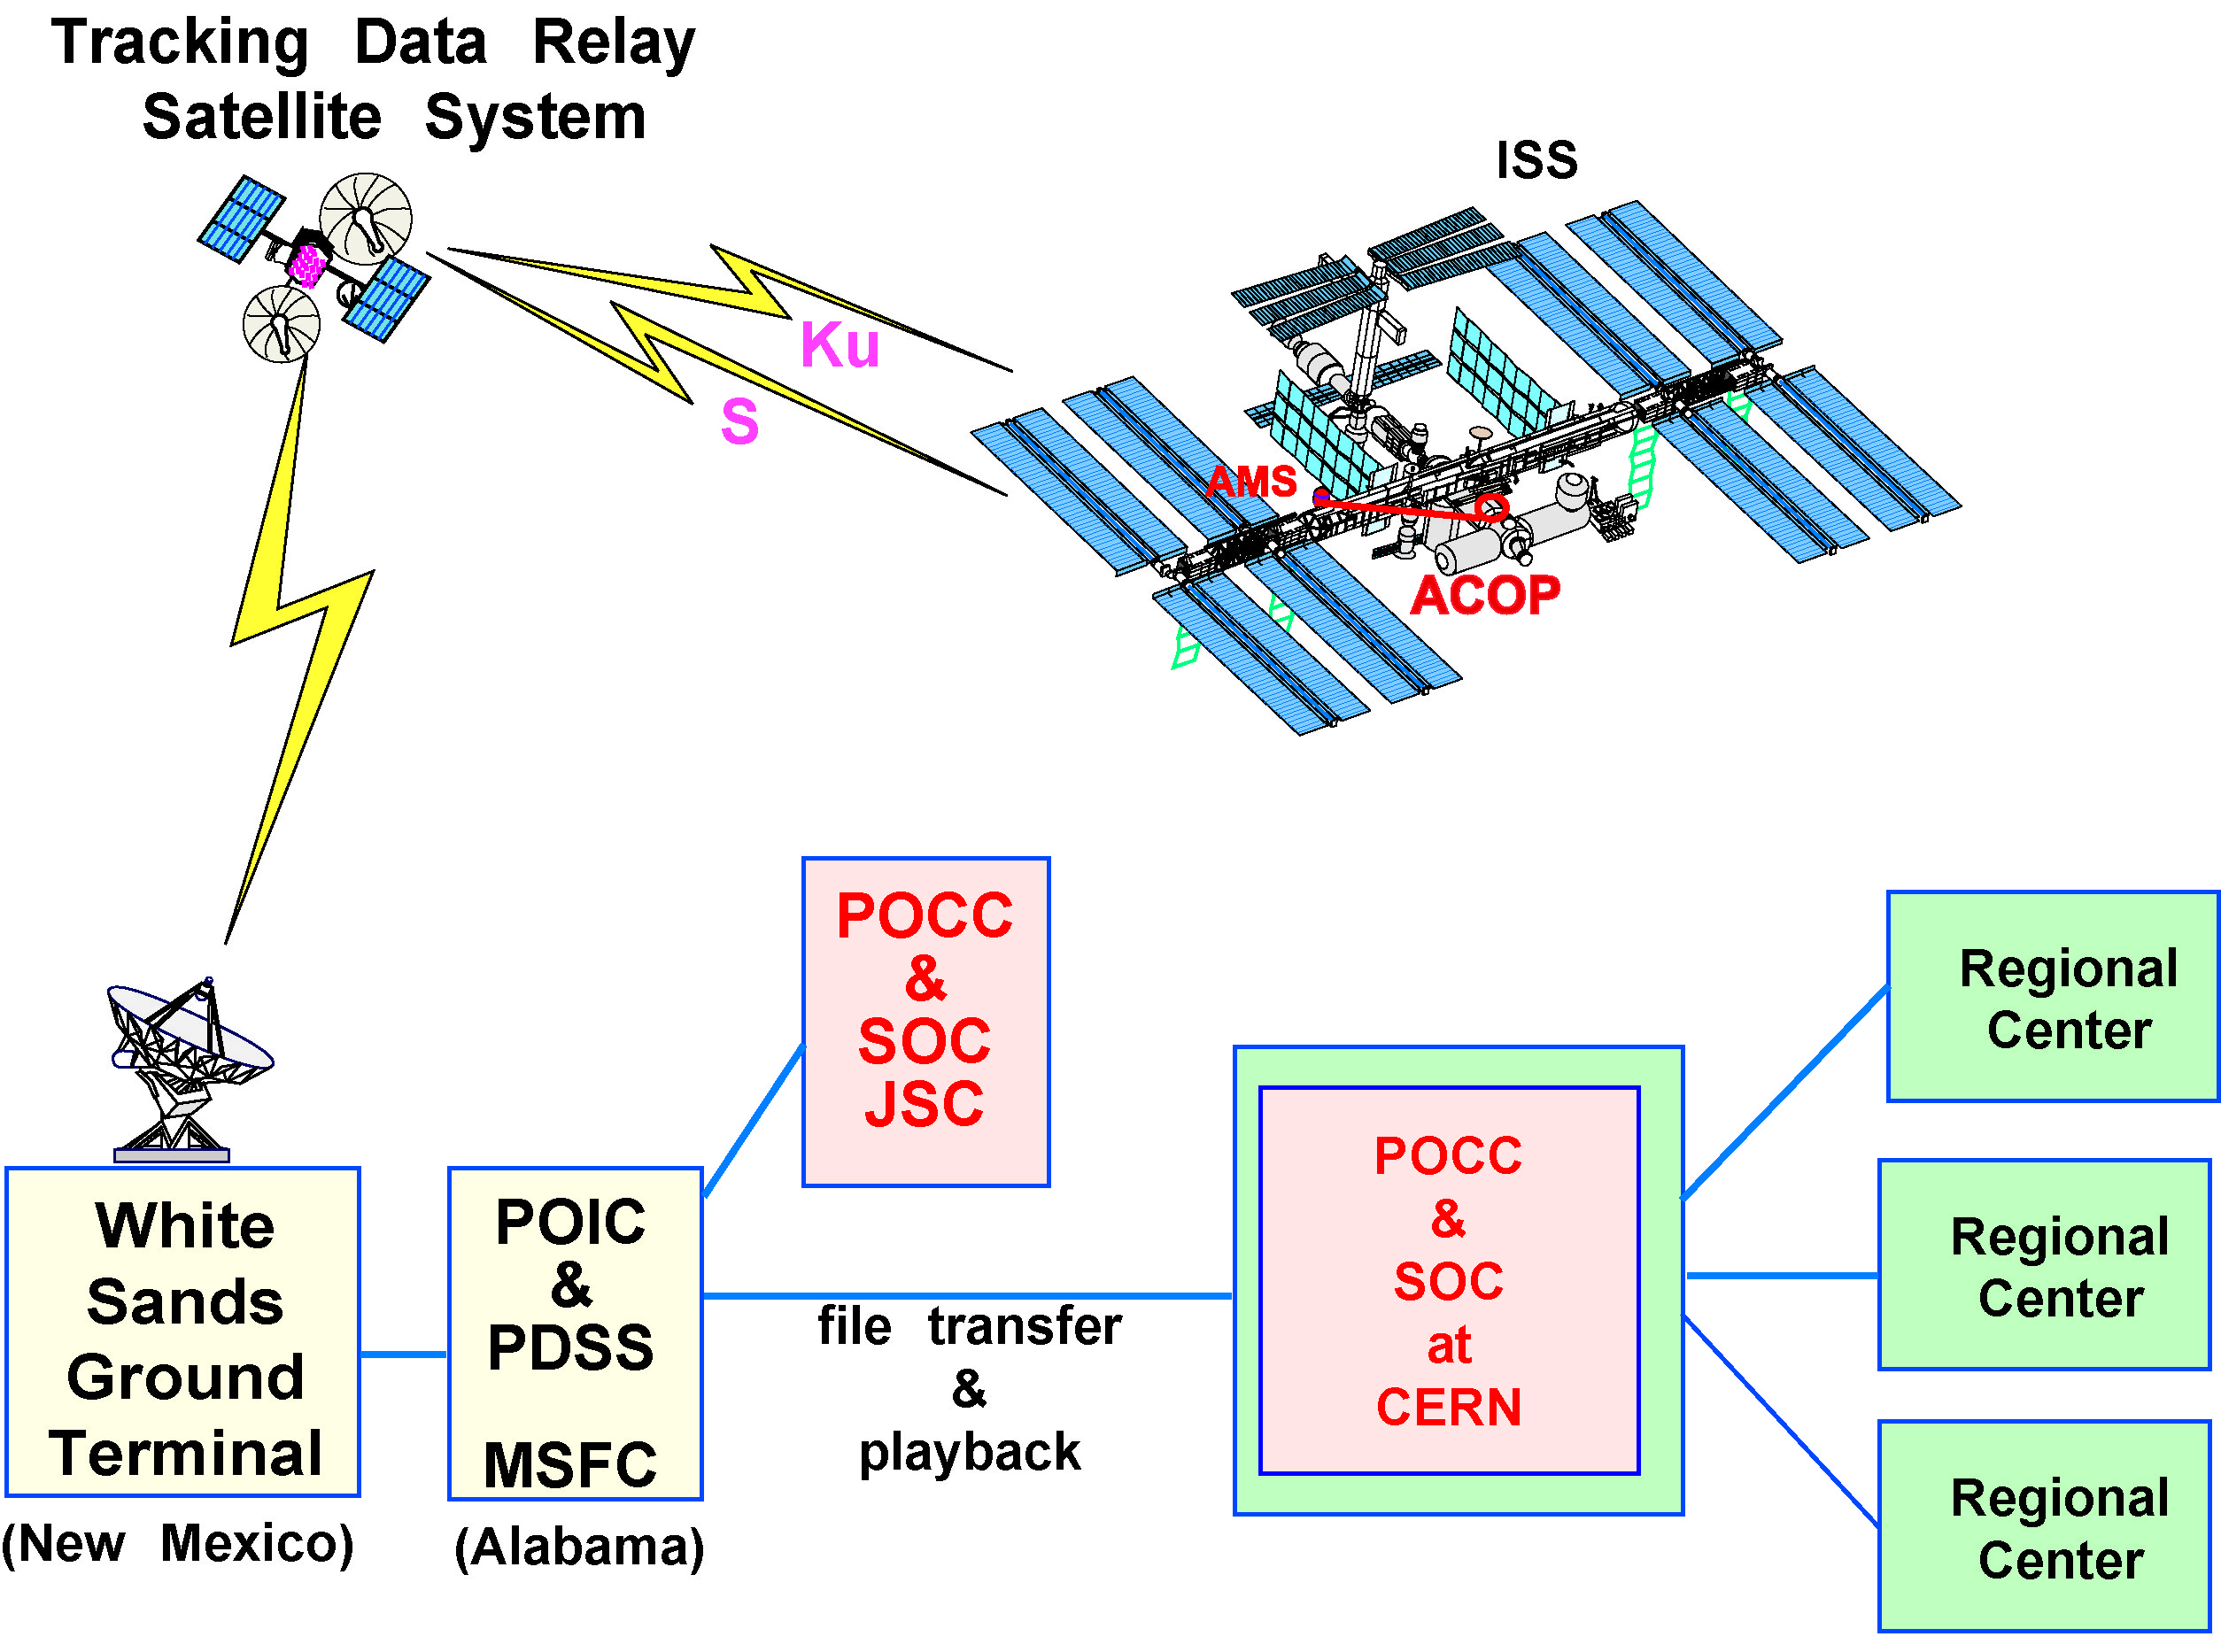 Tracking Data Relay
Satellite System
ISS
Ku
S
AMS
ACOP
POCC
&
SOC
JSC
White
Sands
Ground
Terminal
(New Mexico)
POIC
&
PDSS
MSFC
(Alabama)
file transfer
&
playback
POCC
&
SOC
at
CERN
Regional
Center
Regional
Center
Regional
Center